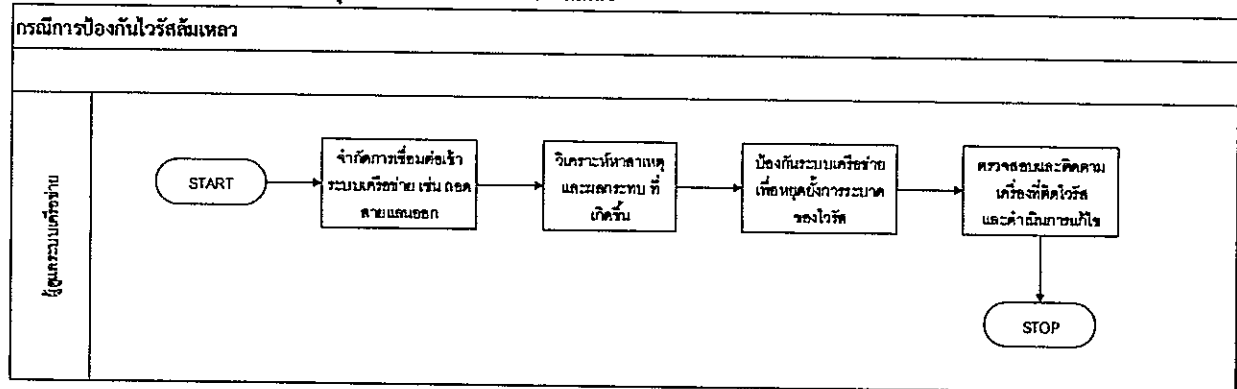 กรณีการป้องกันไวรัสล้มเหลว
ผู้ดูแลระบบเครือข่าย
START
จำกัดการเชื่อมต่อเข้า
ระบบเครือข่าย เช่น ถอด
สายแลนออก
วิเคราะห์หาสาเหตุ
และผลกระทบ ที่
เกิดขึ้น
ป้องกันระบบเครือข่าย
เพื่อหยุดยั้งการระบาด
ของไวรัส
ตรวจสอบและติดตาม
เครื่องที่ติดไวรัส
และดำเนินการแก้ไข
STOP